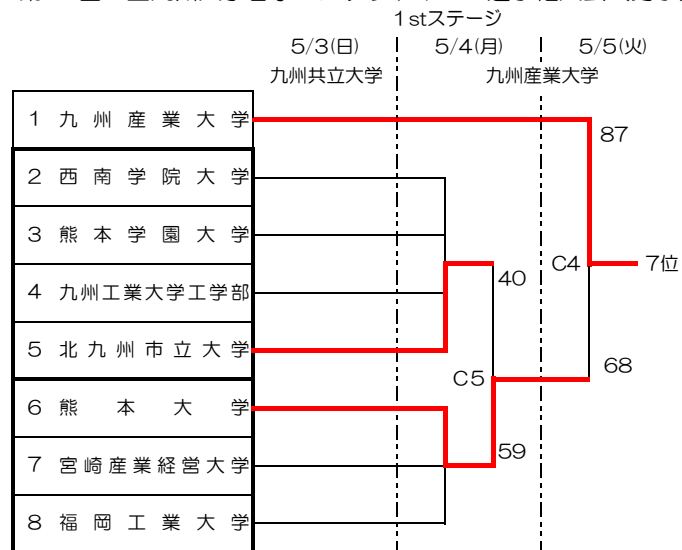 1stステージ
5/3(日) 5/4(月) 5/5(火)
九州共立大学 九州産業大学
1 九州産業大学
87
2 西南学院大学
3 熊本学園大学
C4 7位
40
4 九州工業大学工学部
5 北九州市立大学
68
C5
6 熊本大学
59
7 宮崎産業経営大学
8 福岡工業大学